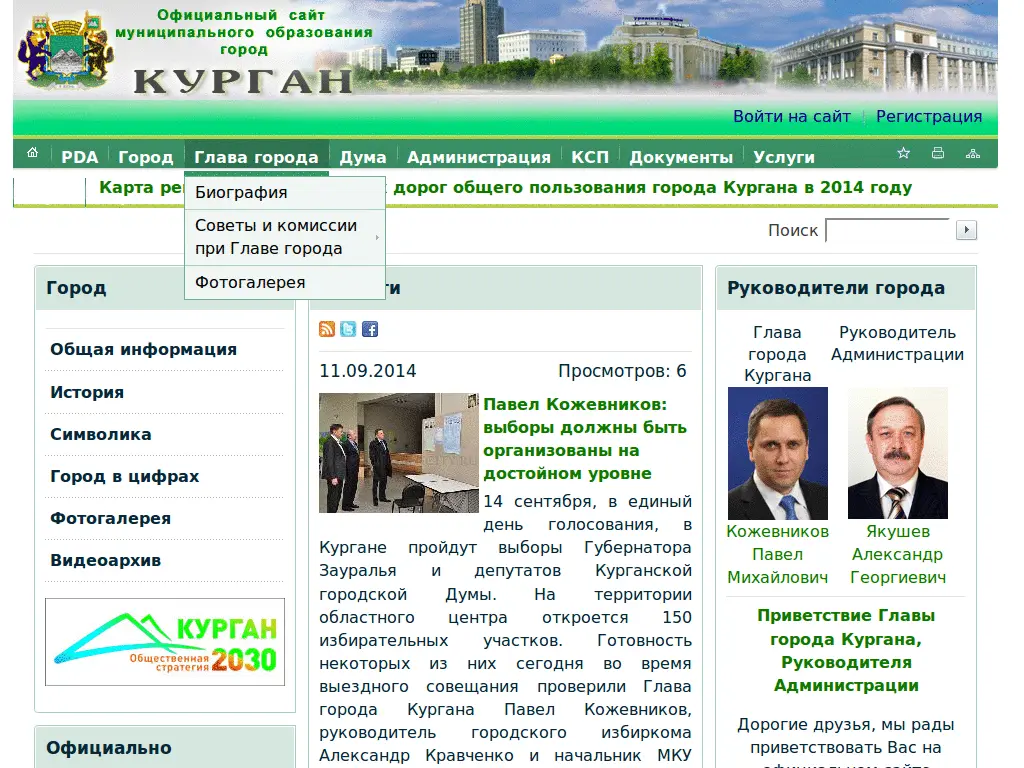 Официальный сайт
муниципального образования
город
КУРГАН
Войти на сайт
Регистрация
PDA Город Глава города Дума Администрация КСП Документы Услуги
Карта дорог общего пользования города Кургана в 2014 году
Биография
Советы и комиссии
при Главе города
Фотогалерея
Поиск
Город
Общая информация
История
Символика
Город в цифрах
Фотогалерея
Видеоархив
КУРГАН
Общественная
стратегия 2030
Официально
11.09.2014 Просмотров: 6
Павел Кожевников:
выборы должны быть
организованы на
достойном уровне
14 сентября, в единый
день голосования, в
Кургане пройдут выборы Губернатора
Зауралья и депутатов Курганской
городской Думы. На территории
областного центра откроется 150
избирательных участков. Готовность
некоторых из них сегодня во время
выездного совещания проверили Глава
города Кургана Павел Кожевников,
руководитель городского избиркома
Александр Кравченко и начальник МКУ
Руководители города
Глава
города
Кургана
Руководитель
Администрации
Кожевников
Павел
Михайлович
Якушев
Александр
Георгиевич
Приветствие Главы
города Кургана,
Руководителя
Администрации
Дорогие друзья, мы рады
приветствовать Вас на